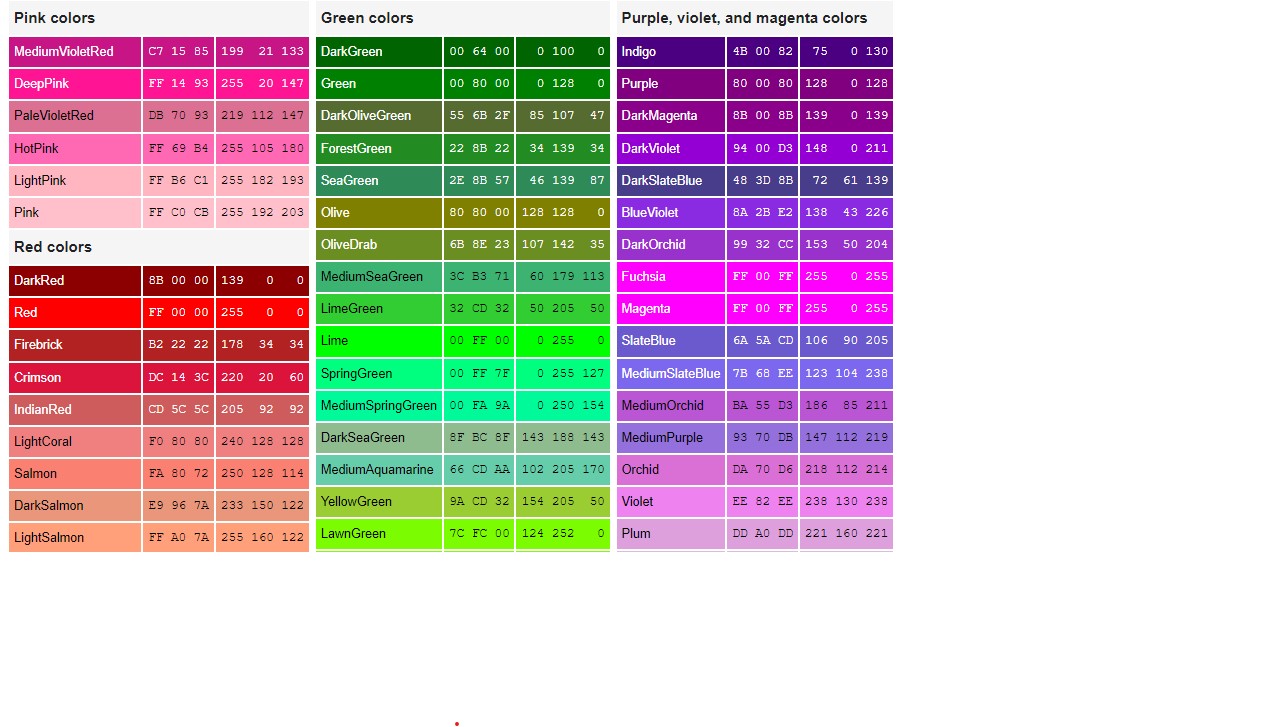 Pink colors
MediumVioletRed C7 15 85 199 21 133
DeepPink FF 14 93 255 20 147
PaleVioletRed DB 70 93 219 112 147
HotPink FF 69 B4 255 105 180
LightPink FF B6 C1 255 182 193
Pink FF C0 CB 255 192 203
Red colors
DarkRed 8B 00 00 139 0 0
Red FF 00 00 255 0 0
Firebrick B2 22 22 178 34 34
Crimson DC 14 3C 220 20 60
IndianRed CD 5C 5C 205 92 92
LightCoral F0 80 80 240 128 128
Salmon FA 80 72 250 128 114
DarkSalmon E9 96 7A 233 150 122
LightSalmon FF A0 7A 255 160 122
Green colors
DarkGreen 00 64 00 0 100 0
Green 00 80 00 0 128 0
DarkOliveGreen 55 6B 2F 85 107 47
ForestGreen 22 8B 22 34 139 34
SeaGreen 2E 8B 57 46 139 87
Olive 80 80 00 128 128 0
OliveDrab 6B 8E 23 107 142 35
MediumSeaGreen 3C B3 71 60 179 113
LimeGreen 32 CD 32 50 205 50
Lime 00 FF 00 0 255 0
SpringGreen 00 FF 7F 0 255 127
MediumSpringGreen 00 FA 9A 0 250 154
DarkSeaGreen 8F BC 8F 143 188 143
MediumAquamarine 66 CD AA 102 205 170
YellowGreen 9A CD 32 154 205 50
LawnGreen 7C FC 00 124 252 0
Purple, violet, and magenta colors
Indigo 4B 00 82 75 0 130
Purple 80 00 80 128 0 128
DarkMagenta 8B 00 8B 139 0 139
DarkViolet 94 00 D3 148 0 211
DarkSlateBlue 48 3D 8B 72 61 139
BlueViolet 8A 2B E2 138 43 226
DarkOrchid 99 32 CC 153 50 204
Fuchsia FF 00 FF 255 0 255
Magenta FF 00 FF 255 0 255
SlateBlue 6A 5A CD 106 90 205
MediumSlateBlue 7B 68 EE 123 104 238
MediumOrchid BA 55 D3 186 85 211
MediumPurple 93 70 DB 147 112 219
Orchid DA 70 D6 218 112 214
Violet EE 82 EE 238 130 238
Plum DD A0 DD 221 160 221